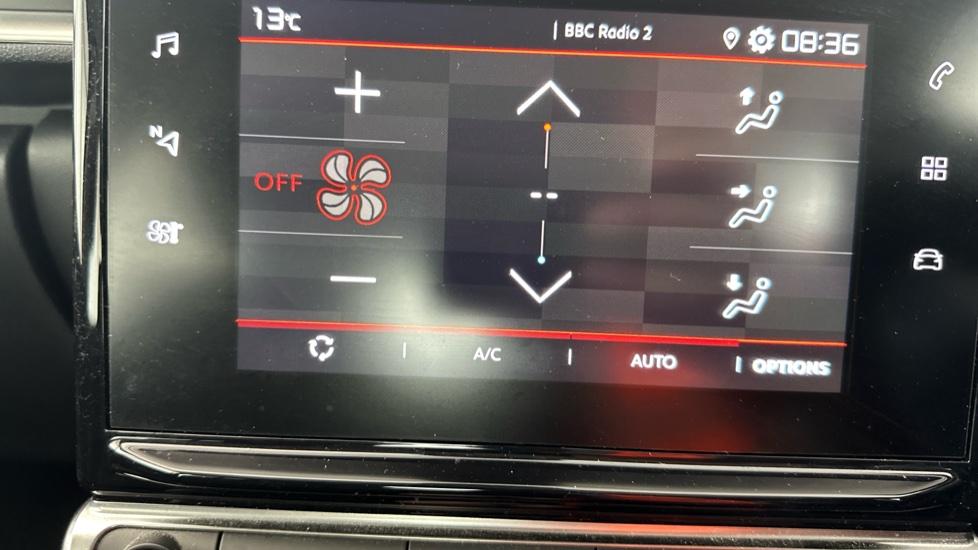 13°C
BBC Radio 2
08:36
N
OFF
--
A/C
AUTO
OPTIONS